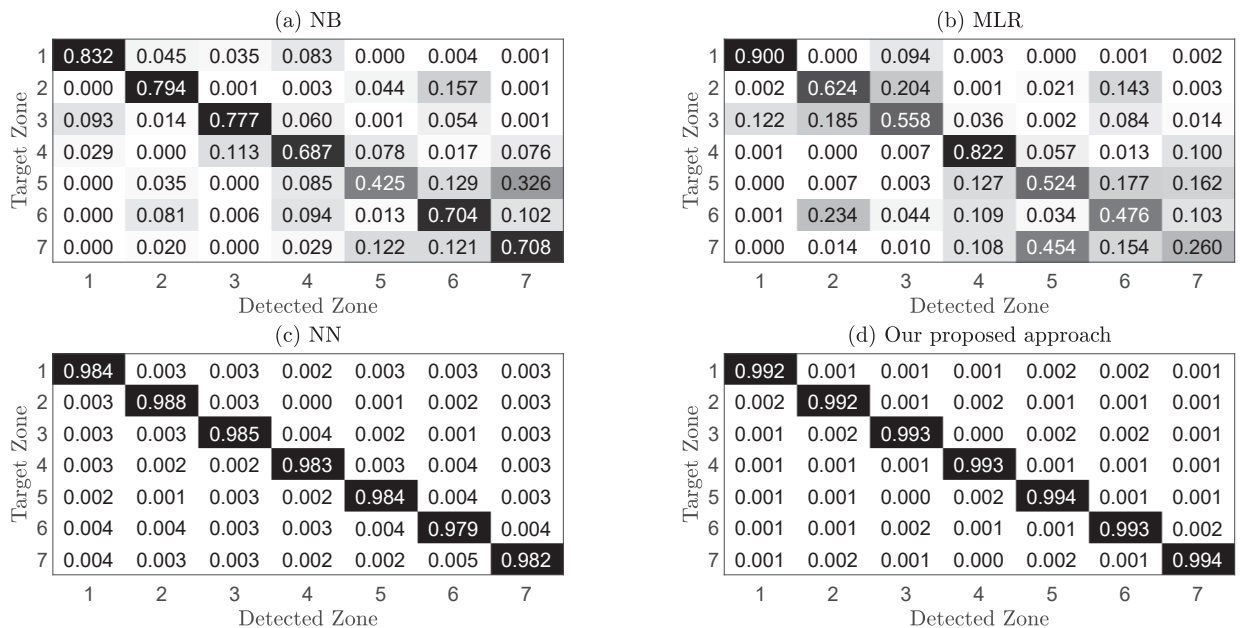 (a) NB
Target Zone
1 0.832 0.045 0.035 0.083 0.000 0.004 0.001
2 0.000 0.794 0.001 0.003 0.044 0.157 0.001
3 0.093 0.014 0.777 0.060 0.001 0.054 0.001
4 0.029 0.000 0.113 0.687 0.078 0.017 0.076
5 0.000 0.035 0.000 0.085 0.425 0.129 0.326
6 0.000 0.081 0.006 0.094 0.013 0.704 0.102
7 0.000 0.020 0.000 0.029 0.122 0.121 0.708
1 2 3 4 5 6 7
Detected Zone
(b) MLR
Target Zone
1 0.900 0.000 0.094 0.003 0.000 0.001 0.002
2 0.002 0.624 0.204 0.001 0.021 0.143 0.003
3 0.122 0.185 0.558 0.036 0.002 0.084 0.014
4 0.001 0.000 0.007 0.822 0.057 0.013 0.100
5 0.000 0.007 0.003 0.127 0.524 0.177 0.162
6 0.001 0.234 0.044 0.109 0.034 0.476 0.103
7 0.000 0.014 0.010 0.108 0.454 0.154 0.260
1 2 3 4 5 6 7
Detected Zone
(c) NN
Target Zone
1 0.984 0.003 0.003 0.002 0.003 0.003 0.003
2 0.003 0.988 0.003 0.000 0.001 0.002 0.003
3 0.003 0.003 0.985 0.004 0.002 0.001 0.003
4 0.003 0.002 0.002 0.983 0.003 0.004 0.003
5 0.002 0.001 0.003 0.002 0.984 0.004 0.003
6 0.004 0.004 0.003 0.003 0.004 0.979 0.004
7 0.004 0.003 0.003 0.002 0.002 0.005 0.982
1 2 3 4 5 6 7
Detected Zone
(d) Our proposed approach
Target Zone
1 0.992 0.001 0.001 0.001 0.002 0.002 0.001
2 0.002 0.992 0.001 0.002 0.001 0.001 0.001
3 0.001 0.002 0.993 0.000 0.002 0.001 0.001
4 0.001 0.001 0.001 0.993 0.001 0.001 0.001
5 0.001 0.001 0.000 0.002 0.994 0.001 0.001
6 0.001 0.001 0.002 0.001 0.001 0.993 0.002
7 0.001 0.002 0.001 0.000 0.002 0.001 0.994
1 2 3 4 5 6 7
Detected Zone